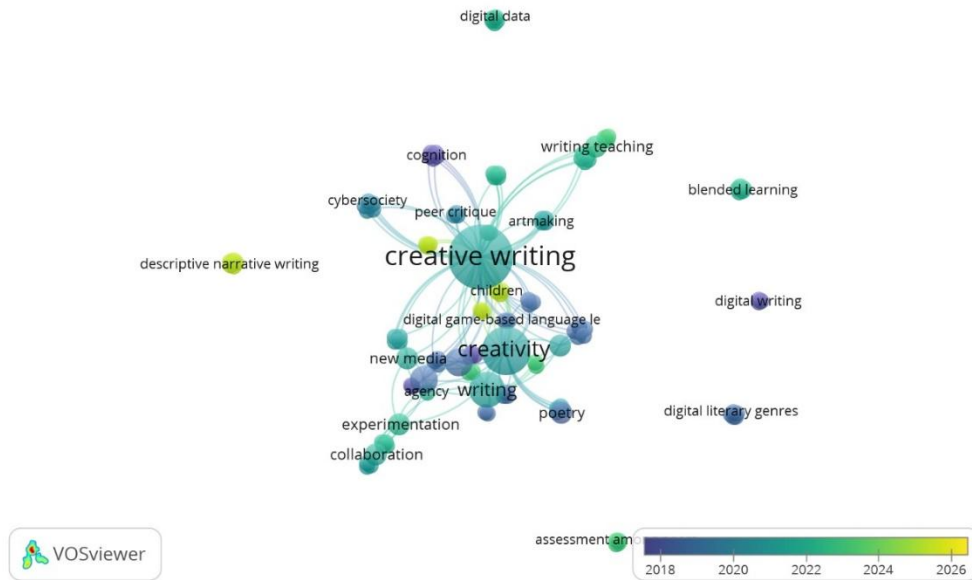 digital data
writing teaching
cognition
blended learning
cybersociety
peer critique
artmaking
creative writing
descriptive narrative writing
children
digital writing
digital game-based language le
creativity
new media
agency
writing
poetry
digital literary genres
experimentation
collaboration
assessment amo
VOSviewer
2018 2020 2022 2024 2026